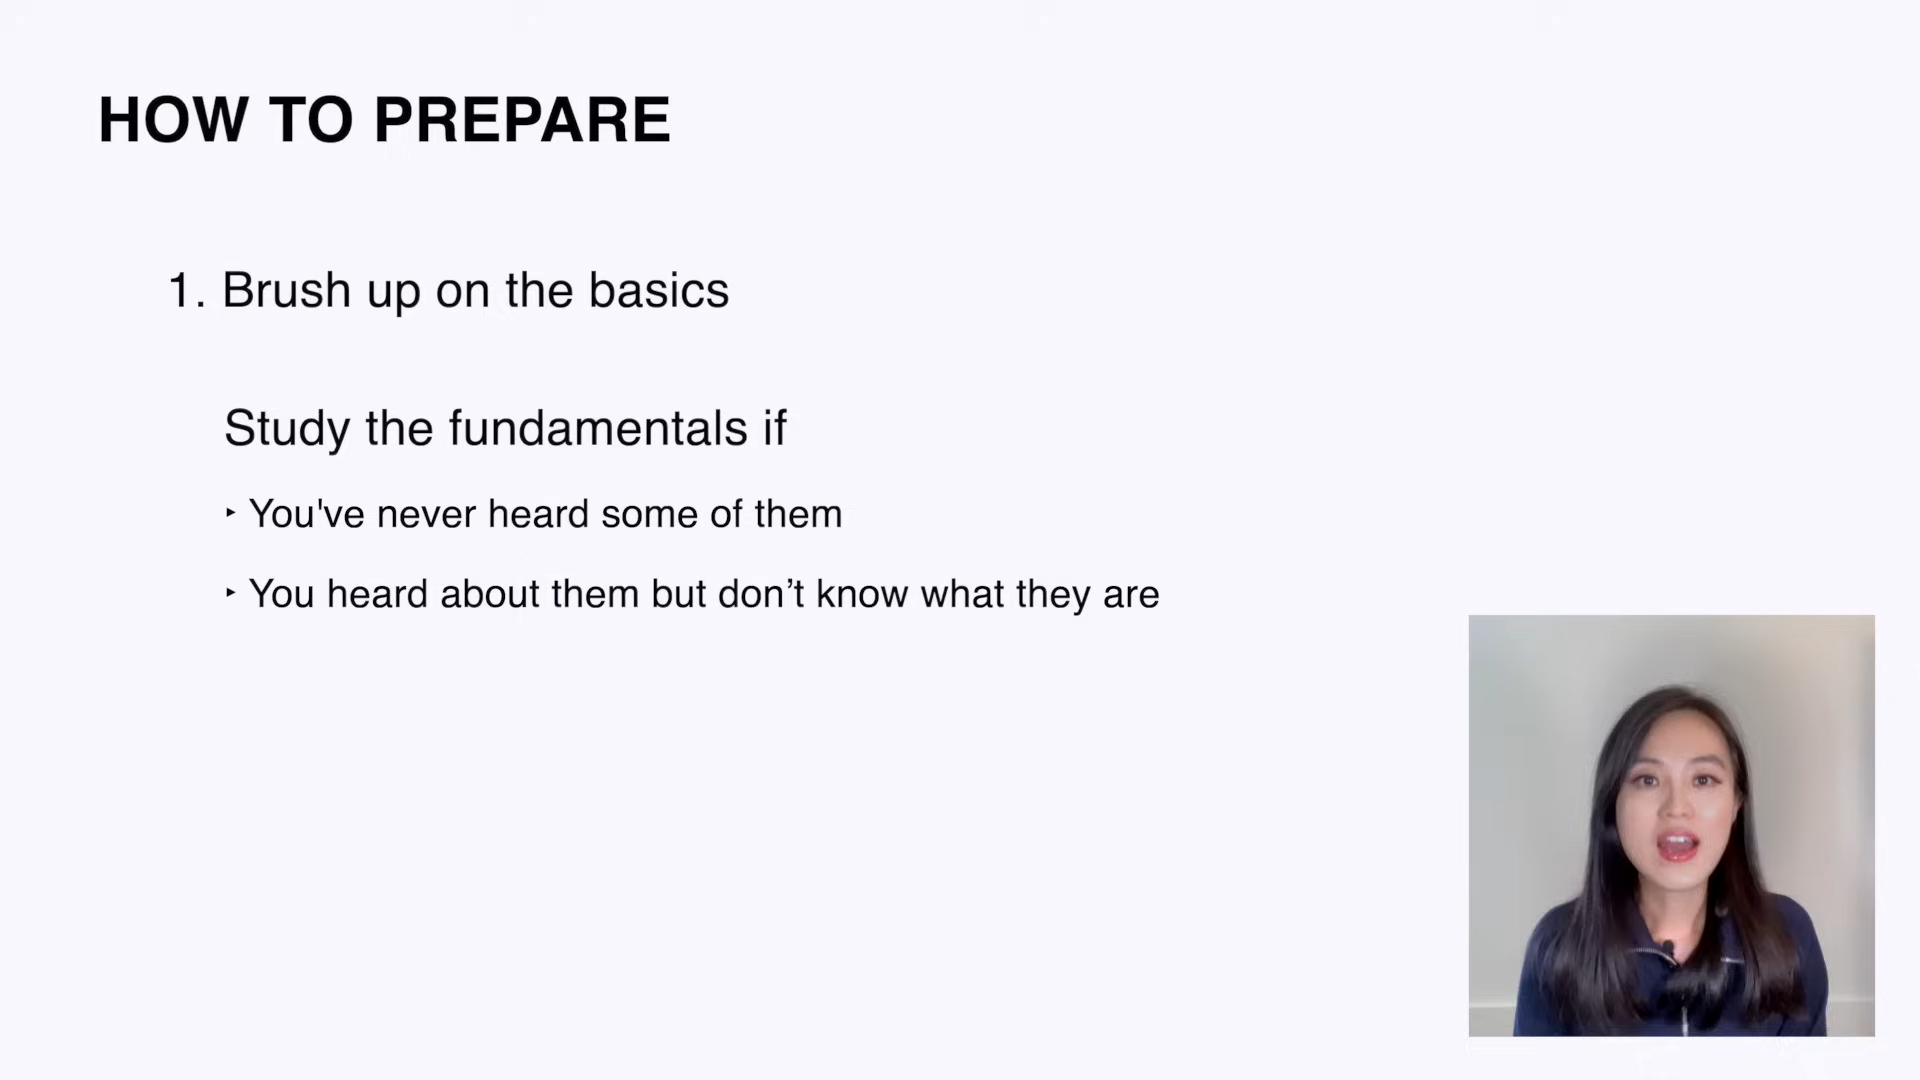 HOW TO PREPARE
1. Brush up on the basics
Study the fundamentals if
‣ You've never heard some of them
‣ You heard about them but don’t know what they are